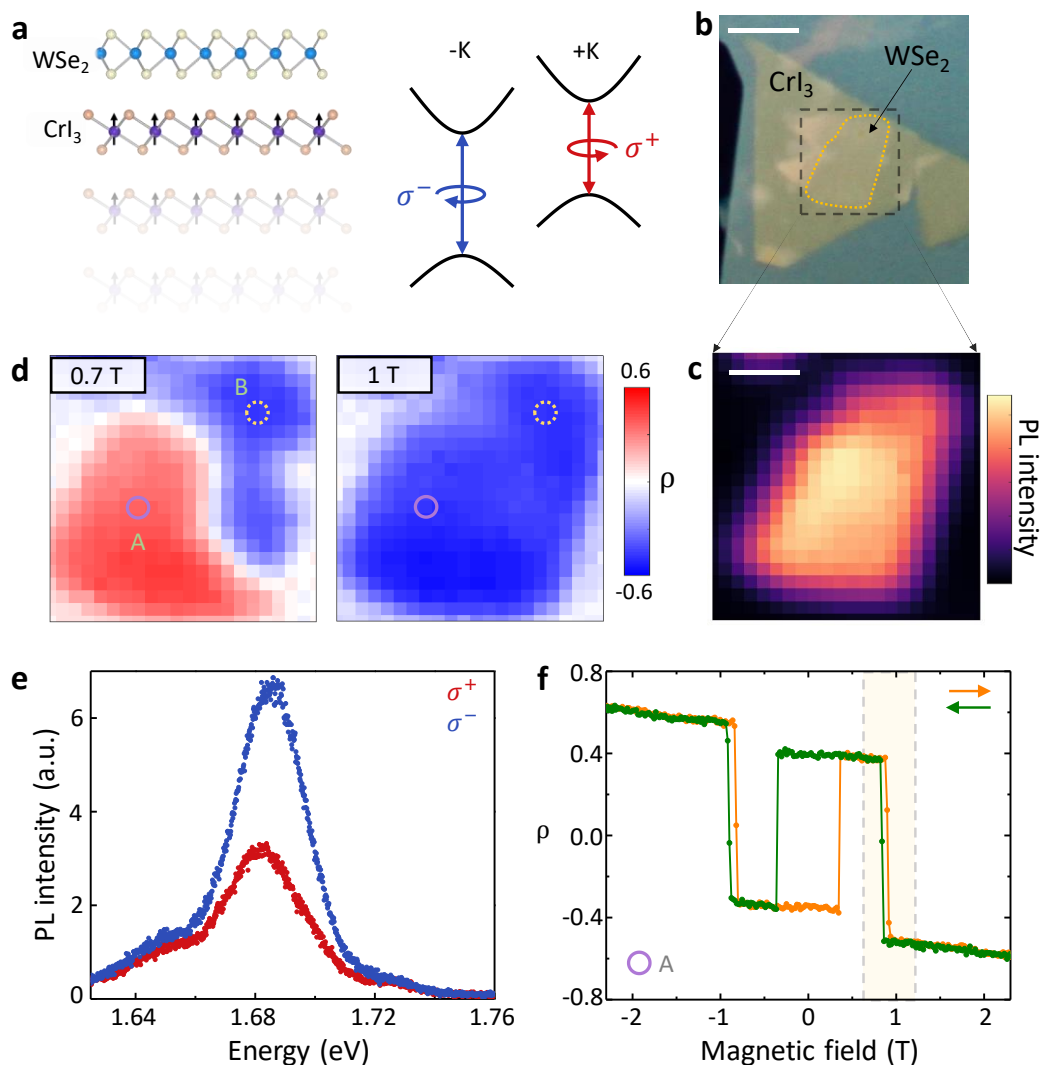 a
WSe₂
CrI₃
-K
+K
σ⁻
σ⁺
b
CrI₃
WSe₂
d
0.7 T
B
A
1 T
0.6
ρ
-0.6
c
PL intensity
e
σ⁺
σ⁻
6
4
2
0
PL intensity (a.u.)
1.64
1.68
1.72
1.76
Energy (eV)
f
0.8
0.4
0.0
-0.4
-0.8
ρ
A
-2
-1
0
1
2
Magnetic field (T)